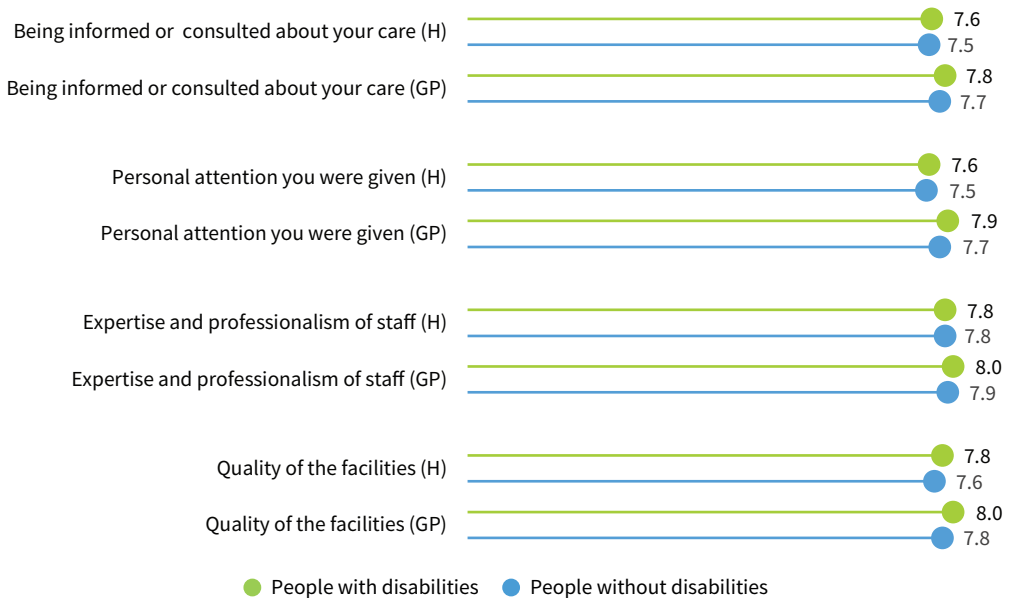 Being informed or consulted about your care (H)
7.6
7.5
Being informed or consulted about your care (GP)
7.8
7.7
Personal attention you were given (H)
7.6
7.5
Personal attention you were given (GP)
7.9
7.7
Expertise and professionalism of staff (H)
7.8
7.8
Expertise and professionalism of staff (GP)
8.0
7.9
Quality of the facilities (H)
7.8
7.6
Quality of the facilities (GP)
8.0
7.8
People with disabilities People without disabilities